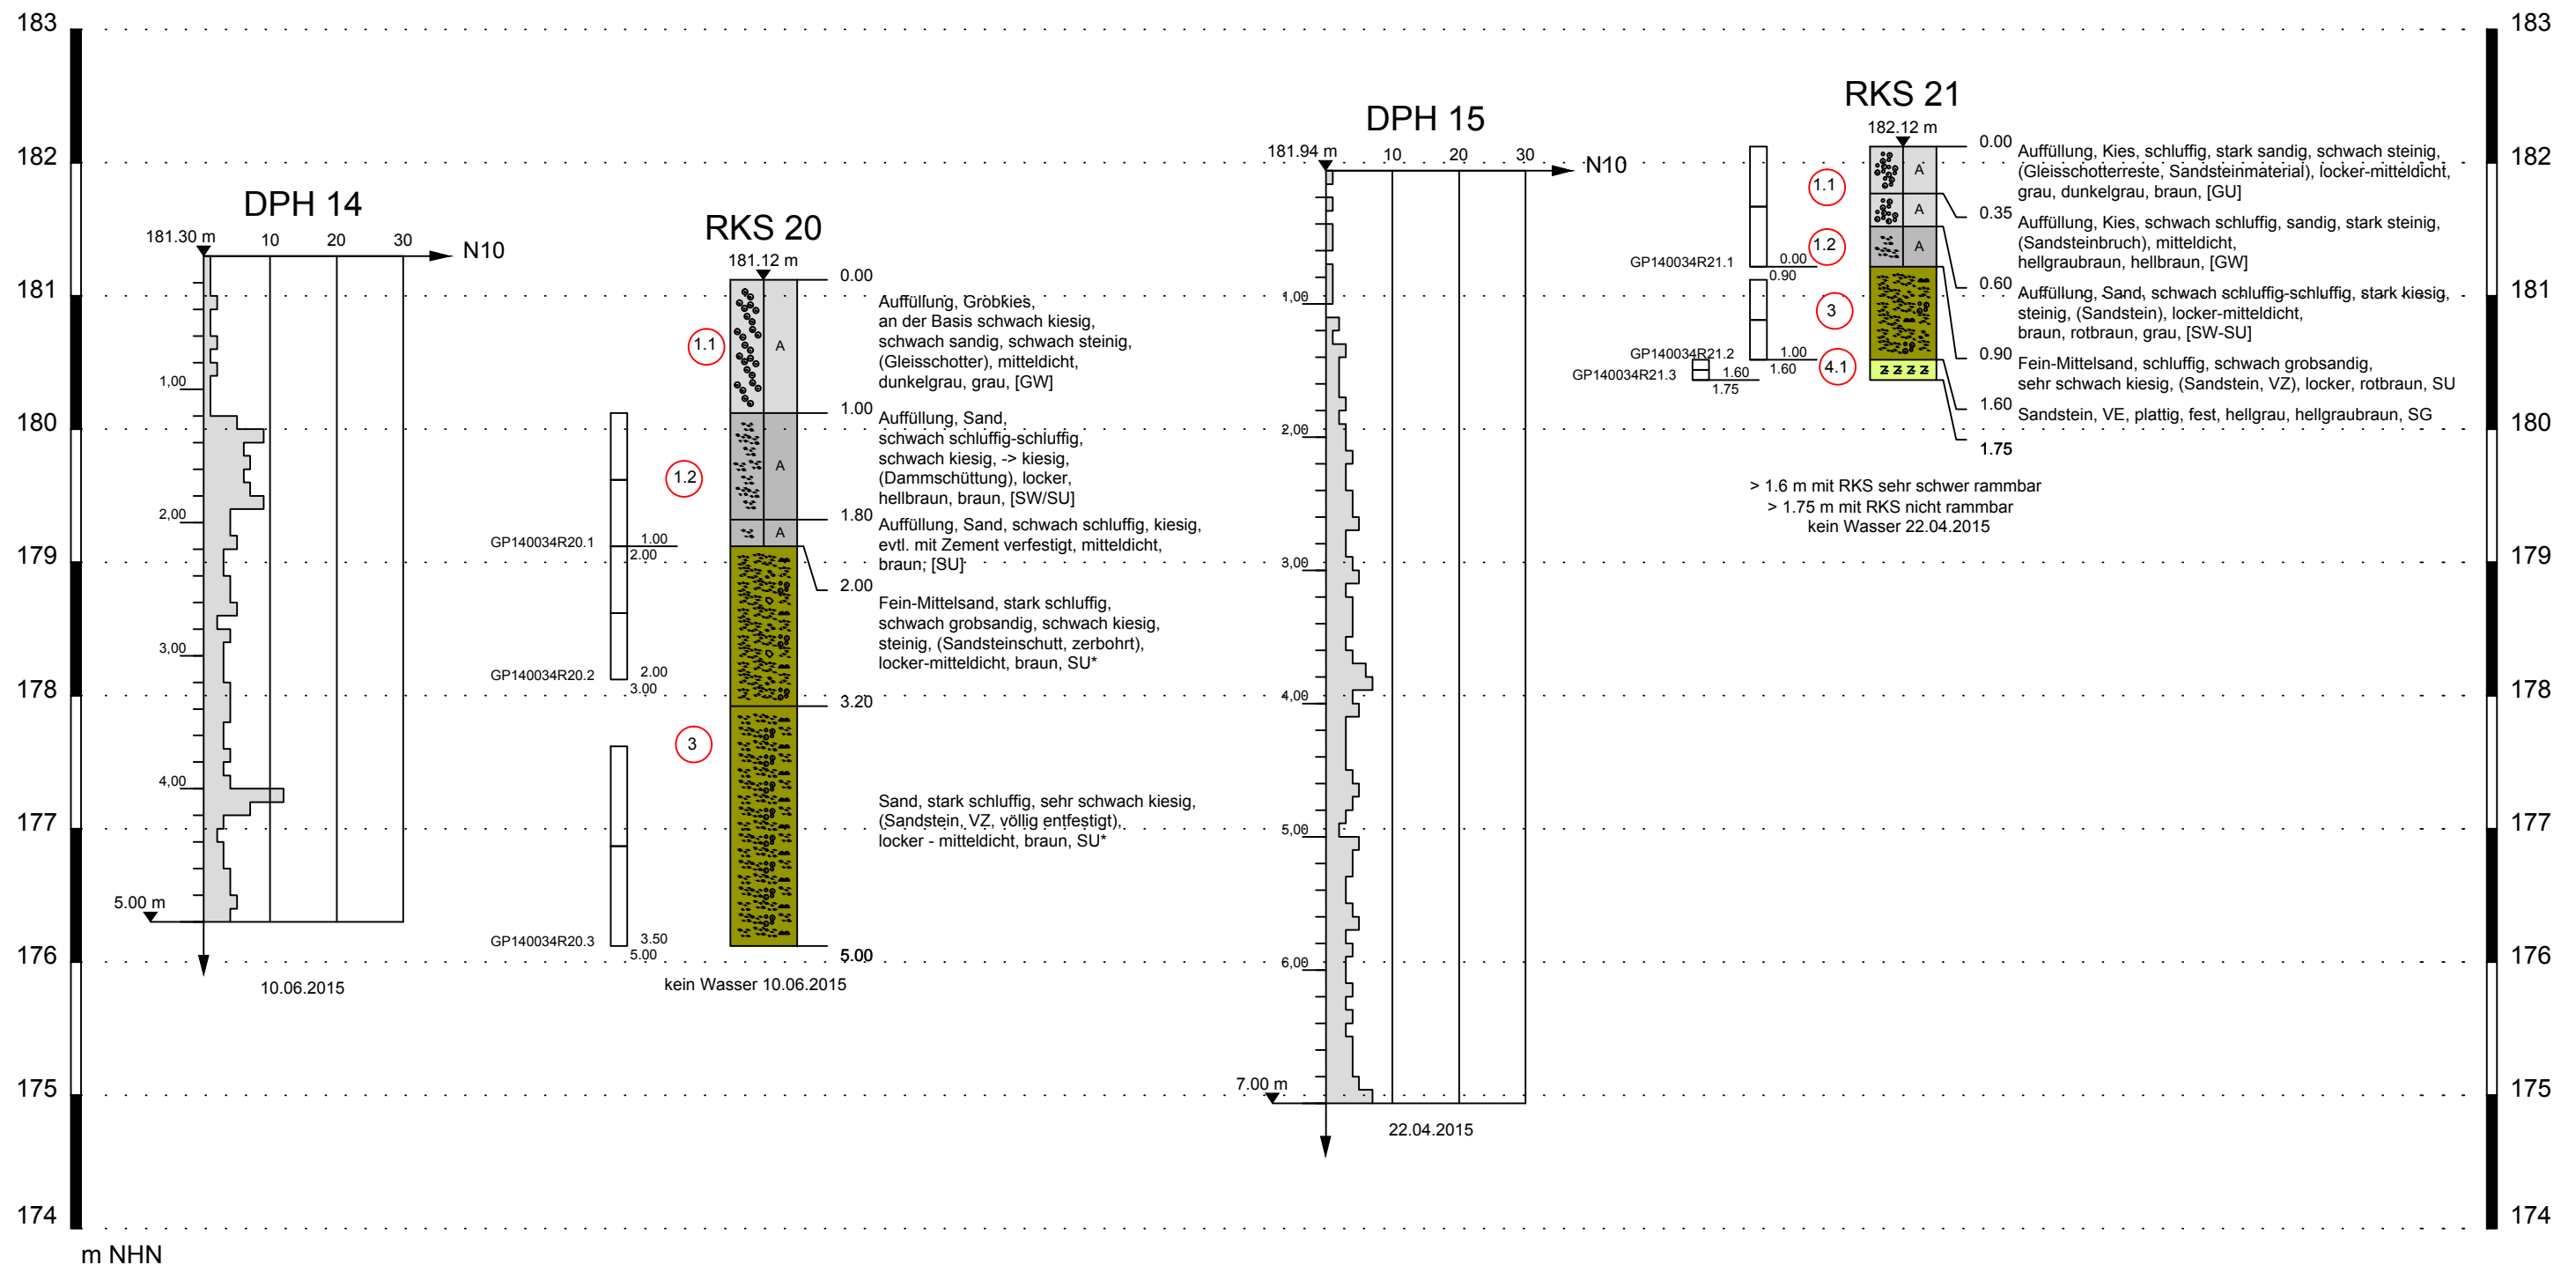 183
182
181
180
179
178
177
176
175
174
m NHN
DPH 14
181.30 m
10 20 30
N10
1,00
2,00
3,00
4,00
5.00 m
10.06.2015
RKS 20
181.12 m
1.1
1.2
3
A
A
A
GP140034R20.1
1.00
2.00
GP140034R20.2
2.00
3.00
GP140034R20.3
3.50
5.00
0.00
Auffüllung, Grobkies,
an der Basis schwach kiesig,
schwach sandig, schwach steinig,
(Gleisschotter), mitteldicht,
dunkelgrau, grau, [GW]
1.00
Auffüllung, Sand,
schwach schluffig-schluffig,
schwach kiesig, -> kiesig,
(Dammschüttung), locker,
hellbraun, braun, [SW/SU]
1.80
Auffüllung, Sand, schwach schluffig, kiesig,
evtl. mit Zement verfestigt, mitteldicht,
braun, [SU]
2.00
Fein-Mittelsand, stark schluffig,
schwach grobsandig, schwach kiesig,
steinig, (Sandsteinschutt, zerbohrt),
locker-mitteldicht, braun, SU*
3.20
Sand, stark schluffig, sehr schwach kiesig,
(Sandstein, VZ, völlig entfestigt),
locker - mitteldicht, braun, SU*
5.00
kein Wasser 10.06.2015
DPH 15
181.94 m
10 20 30
N10
1,00
2,00
3,00
4,00
5,00
6,00
7.00 m
22.04.2015
RKS 21
182.12 m
1.1
1.2
3
4.1
A
A
A
z z z z
GP140034R21.1
0.00
0.90
GP140034R21.2
1.00
1.60
GP140034R21.3
1.60
1.75
0.00
Auffüllung, Kies, schluffig, stark sandig, schwach steinig,
(Gleisschotterreste, Sandsteinmaterial), locker-mitteldicht,
grau, dunkelgrau, braun, [GU]
0.35
Auffüllung, Kies, schwach schluffig, sandig, stark steinig,
(Sandsteinbruch), mitteldicht,
hellgraubraun, hellbraun, [GW]
0.60
Auffüllung, Sand, schwach schluffig-schluffig, stark kiesig,
steinig, (Sandstein), locker-mitteldicht,
braun, rotbraun, grau, [SW-SU]
0.90
Fein-Mittelsand, schluffig, schwach grobsandig,
sehr schwach kiesig, (Sandstein, VZ), locker, rotbraun, SU
1.60
Sandstein, VE, plattig, fest, hellgrau, hellgraubraun, SG
1.75
> 1.6 m mit RKS sehr schwer rammbar
> 1.75 m mit RKS nicht rammbar
kein Wasser 22.04.2015
183
182
181
180
179
178
177
176
175
174